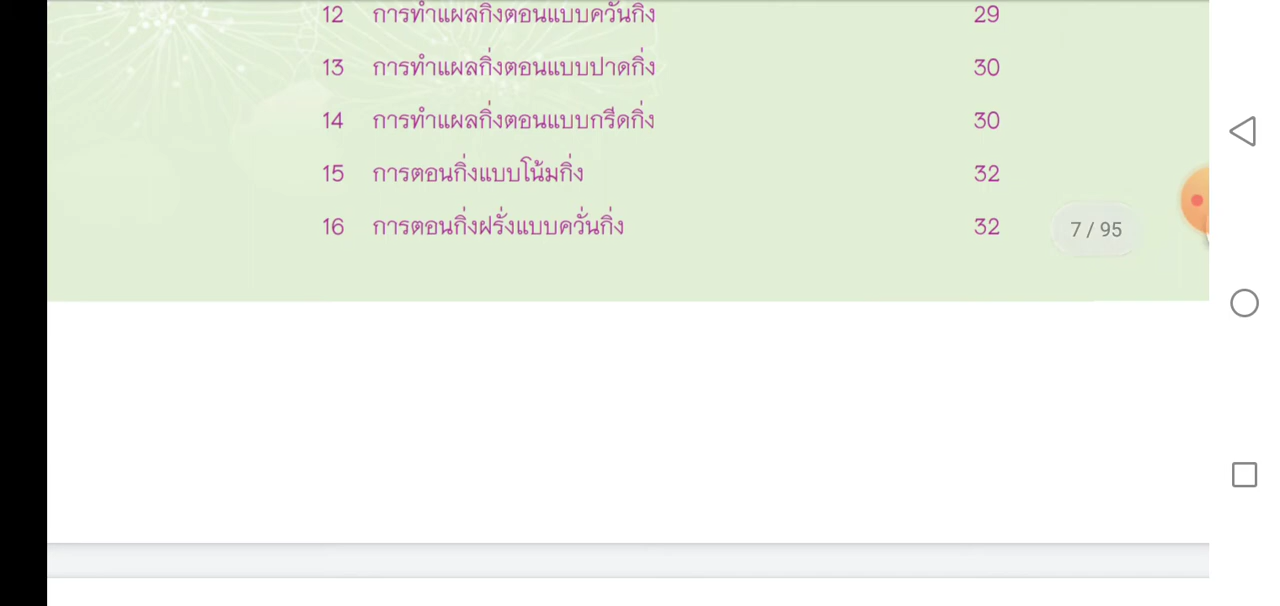 12 การทำแผลกิ่งตอนแบบควั่นกิ่ง 29
13 การทำแผลกิ่งตอนแบบปาดกิ่ง 30
14 การทำแผลกิ่งตอนแบบกรีดกิ่ง 30
15 การตอนกิ่งแบบโน้มกิ่ง 32
16 การตอนกิ่งฝรั่งแบบควั่นกิ่ง 32
7 / 95